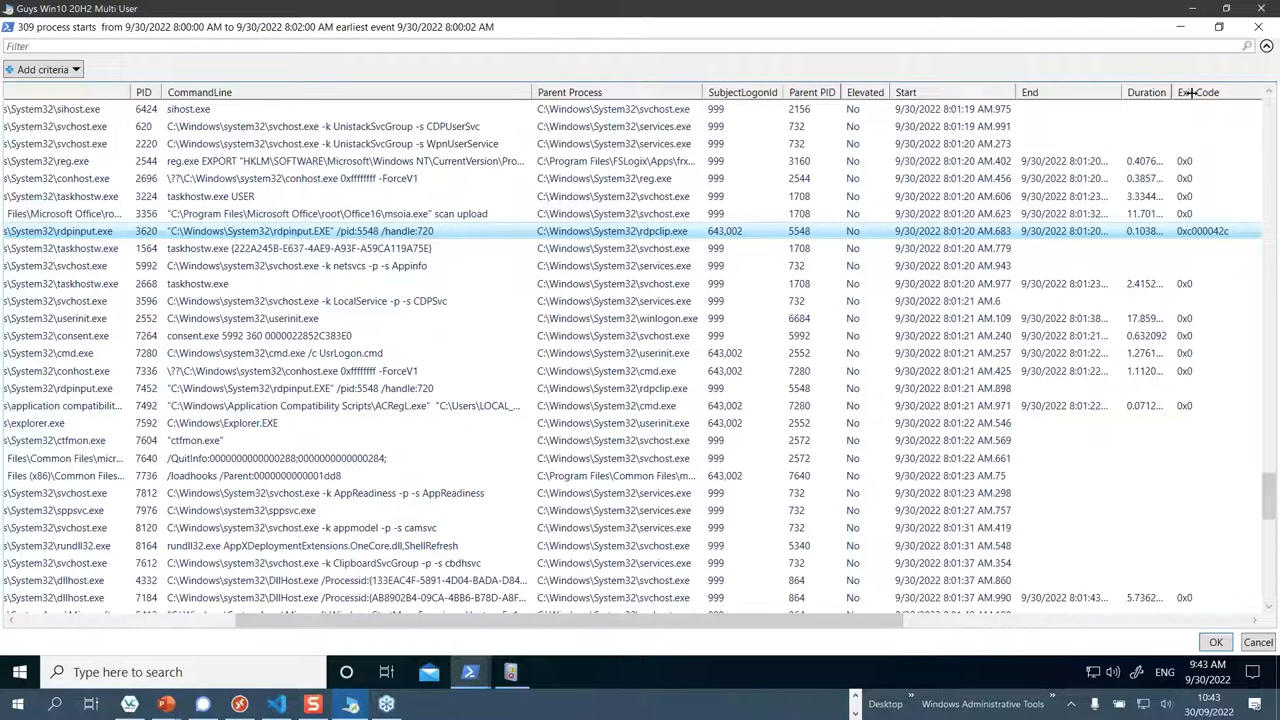 Guys Win10 20H2 Multi User
309 process starts from 9/30/2022 8:00:00 AM to 9/30/2022 8:02:00 AM earliest event 9/30/2022 8:00:02 AM
Filter
Add criteria
PID CommandLine Parent Process SubjectLogonId Parent PID Elevated Start End Duration
s\System32\sihost.exe 6424 sihost.exe C:\Windows\System32\svchost.exe 999 2156 No 9/30/2022 8:01:19 AM.975
s\System32\svchost.exe 620 C:\Windows\system32\svchost.exe -k UnistackSvcGroup -s CDPUserSvc C:\Windows\System32\services.exe 999 732 No 9/30/2022 8:01:19 AM.991
s\System32\svchost.exe 2220 C:\Windows\system32\svchost.exe -k UnistackSvcGroup -s WpnUserService C:\Windows\System32\services.exe 999 732 No 9/30/2022 8:01:20 AM.273
s\System32\reg.exe 2544 reg.exe EXPORT "HKLM\SOFTWARE\Microsoft\Windows NT\CurrentVersion\Pro... C:\Program Files\FSLogix\Apps\frx... 999 3160 No 9/30/2022 8:01:20 AM.402 9/30/2022 8:01:20... 0.4076... 0x0
s\System32\conhost.exe 2696 \??\C:\Windows\system32\conhost.exe 0xffffffff -ForceV1 C:\Windows\System32\reg.exe 999 2544 No 9/30/2022 8:01:20 AM.456 9/30/2022 8:01:20... 0.3857... 0x0
s\System32\taskhostw.exe 3224 taskhostw.exe USER C:\Windows\System32\svchost.exe 999 1708 No 9/30/2022 8:01:20 AM.606 9/30/2022 8:01:23... 3.3344... 0x0
Files\Microsoft Office\ro... 3356 "C:\Program Files\Microsoft Office\root\Office16\msoia.exe" scan upload C:\Windows\System32\svchost.exe 999 1708 No 9/30/2022 8:01:20 AM.623 9/30/2022 8:01:32... 11.701... 0x0
s\System32\rdpinput.exe 3620 "C:\Windows\System32\rdpinput.EXE" /pid:5548 /handle:720 C:\Windows\System32\rdpclip.exe 643,002 5548 No 9/30/2022 8:01:20 AM.683 9/30/2022 8:01:20... 0.1038... 0xc000042c
s\System32\taskhostw.exe 1564 taskhostw.exe {222A245B-E637-4AE9-A93F-A59CA119A75E} C:\Windows\System32\svchost.exe 999 1708 No 9/30/2022 8:01:20 AM.779
s\System32\svchost.exe 5992 C:\Windows\system32\svchost.exe -k netsvcs -p -s Appinfo C:\Windows\System32\services.exe 999 732 No 9/30/2022 8:01:20 AM.943
s\System32\taskhostw.exe 2668 taskhostw.exe C:\Windows\System32\svchost.exe 999 1708 No 9/30/2022 8:01:20 AM.977 9/30/2022 8:01:23... 2.4152... 0x0
s\System32\svchost.exe 3596 C:\Windows\system32\svchost.exe -k LocalService -p -s CDPSvc C:\Windows\System32\services.exe 999 732 No 9/30/2022 8:01:21 AM.6
s\System32\userinit.exe 2552 C:\Windows\system32\userinit.exe C:\Windows\System32\winlogon.exe 999 6684 No 9/30/2022 8:01:21 AM.109 9/30/2022 8:01:38... 17.859... 0x0
s\System32\consent.exe 7264 consent.exe 5992 360 0000022852C383E0 C:\Windows\System32\svchost.exe 999 5992 No 9/30/2022 8:01:21 AM.240 9/30/2022 8:01:21... 0.632092 0x0
s\System32\cmd.exe 7280 C:\Windows\system32\cmd.exe /c UsrLogon.cmd C:\Windows\System32\userinit.exe 643,002 2552 No 9/30/2022 8:01:21 AM.257 9/30/2022 8:01:22... 1.2761... 0x0
s\System32\conhost.exe 7336 \??\C:\Windows\system32\conhost.exe 0xffffffff -ForceV1 C:\Windows\System32\cmd.exe 643,002 7280 No 9/30/2022 8:01:21 AM.425 9/30/2022 8:01:22... 1.1120... 0x0
s\System32\rdpinput.exe 7452 "C:\Windows\System32\rdpinput.EXE" /pid:5548 /handle:720 C:\Windows\System32\rdpclip.exe 999 5548 No 9/30/2022 8:01:21 AM.898
s\application compatibilit... 7492 "C:\Windows\Application Compatibility Scripts\ACRegL.exe" "C:\Users\LOCAL_... C:\Windows\System32\cmd.exe 643,002 7280 No 9/30/2022 8:01:21 AM.971 9/30/2022 8:01:22... 0.0712... 0x0
s\explorer.exe 7592 C:\Windows\Explorer.EXE C:\Windows\System32\userinit.exe 643,002 2552 No 9/30/2022 8:01:22 AM.546
s\System32\ctfmon.exe 7604 "ctfmon.exe" C:\Windows\System32\svchost.exe 999 2572 No 9/30/2022 8:01:22 AM.569
Files\Common Files\micr... 7640 /QuitInfo:0000000000000288;0000000000000284; C:\Windows\System32\svchost.exe 999 2572 No 9/30/2022 8:01:22 AM.661
Files (x86)\Common Files... 7736 /loadhooks /Parent:0000000000001dd8 C:\Program Files\Common Files\m... 643,002 7640 No 9/30/2022 8:01:23 AM.75
s\System32\svchost.exe 7812 C:\Windows\System32\svchost.exe -k AppReadiness -p -s AppReadiness C:\Windows\System32\services.exe 999 732 No 9/30/2022 8:01:23 AM.298
s\System32\sppsvc.exe 7976 C:\Windows\system32\sppsvc.exe C:\Windows\System32\services.exe 999 732 No 9/30/2022 8:01:27 AM.757
s\System32\svchost.exe 8120 C:\Windows\system32\svchost.exe -k appmodel -p -s camsvc C:\Windows\System32\services.exe 999 732 No 9/30/2022 8:01:31 AM.419
s\System32\rundll32.exe 8164 rundll32.exe AppXDeploymentExtensions.OneCore.dll,ShellRefresh C:\Windows\System32\svchost.exe 999 5340 No 9/30/2022 8:01:31 AM.548
s\System32\svchost.exe 7612 C:\Windows\system32\svchost.exe -k ClipboardSvcGroup -p -s cbdhsvc C:\Windows\System32\services.exe 999 732 No 9/30/2022 8:01:37 AM.354
s\System32\dllhost.exe 4332 C:\Windows\system32\DllHost.exe /Processid:{133EAC4F-5891-4D04-BADA-D84... C:\Windows\System32\svchost.exe 999 864 No 9/30/2022 8:01:37 AM.860
s\System32\dllhost.exe 7184 C:\Windows\system32\DllHost.exe /Processid:{AB8902B4-09CA-4BB6-B78D-A8F... C:\Windows\System32\svchost.exe 999 864 No 9/30/2022 8:01:37 AM.990 9/30/2022 8:01:43... 5.7362... 0x0
OK Cancel
Type here to search
ENG
9:43 AM
9/30/2022
Desktop
Windows Administrative Tools
10:43
30/09/2022